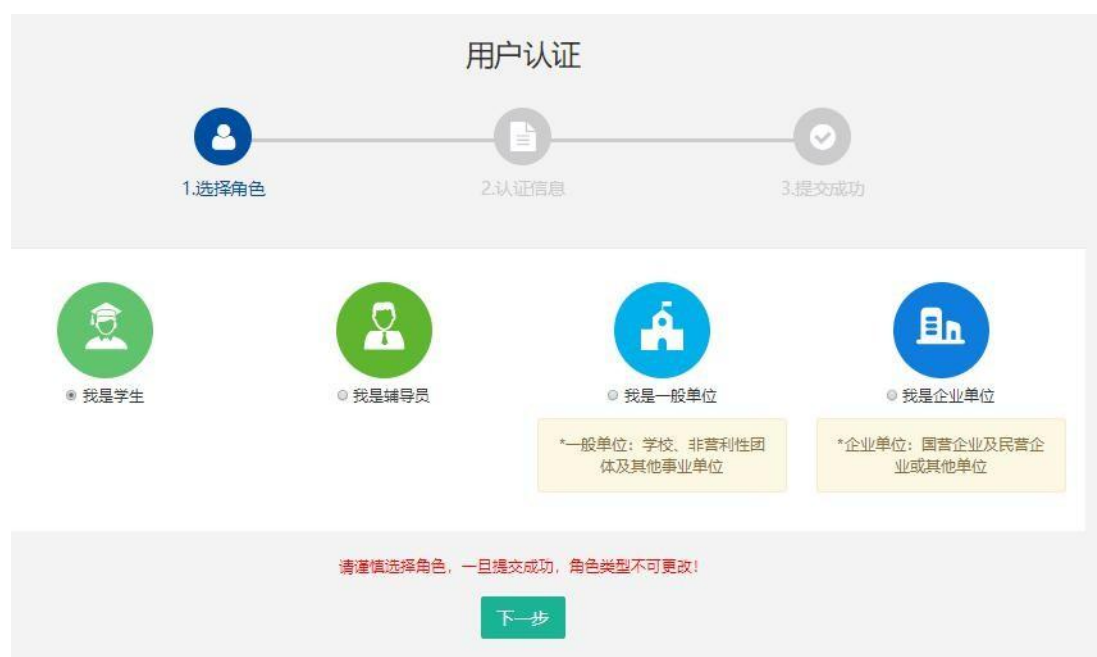 用户认证
1.选择角色
2.认证信息
3.提交成功
我是学生
我是辅导员
我是一般单位
我是企业单位
*一般单位：学校、非营利性团
体及其他事业单位
*企业单位：国营企业及民营企
业或其他单位
请谨慎选择角色，一旦提交成功，角色类型不可更改！
下一步